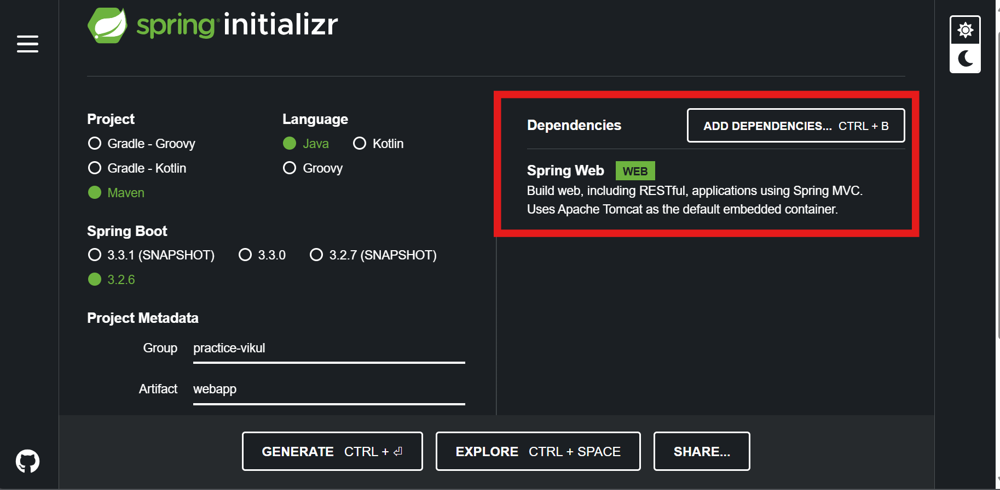 spring initializr
Project
Gradle - Groovy
Gradle - Kotlin
Maven
Language
Java Kotlin
Groovy
Spring Boot
3.3.1 (SNAPSHOT) 3.3.0 3.2.7 (SNAPSHOT)
3.2.6
Project Metadata
Group practice-vikul
Artifact webapp
Dependencies ADD DEPENDENCIES... CTRL + B
Spring Web WEB
Build web, including RESTful, applications using Spring MVC.
Uses Apache Tomcat as the default embedded container.
GENERATE CTRL + ⏎ EXPLORE CTRL + SPACE SHARE...